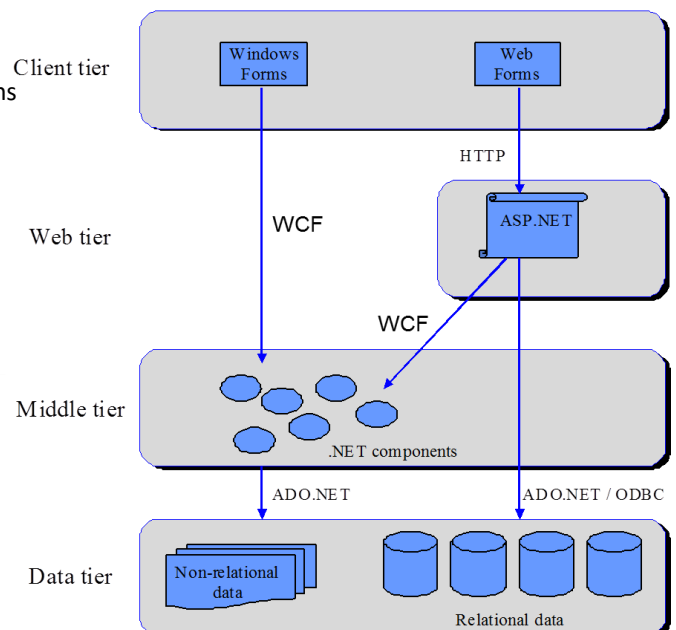 Windows
Forms
Web
Forms
Client tier
ns
HTTP
ASP.NET
WCF
Web tier
WCF
Middle tier
.NET components
ADO.NET
ADO.NET / ODBC
Non-relational
data
Data tier
Relational data